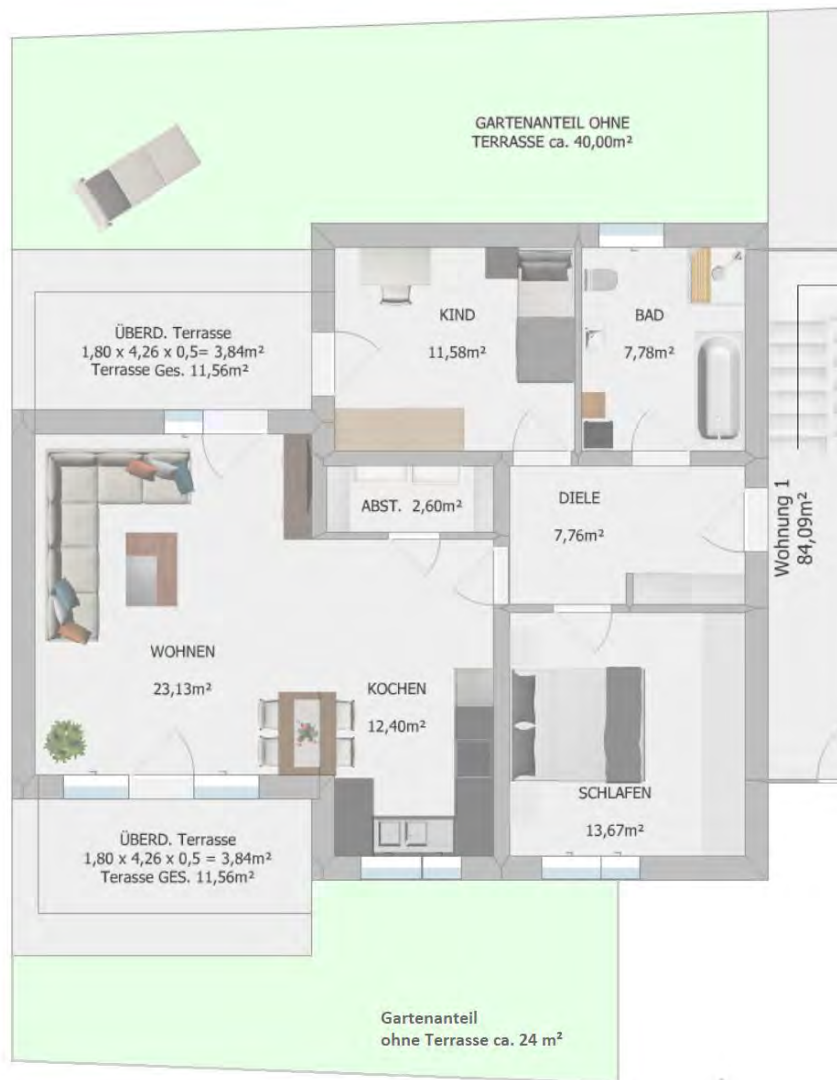 GARTENANTEIL OHNE
TERRASSE ca. 40,00m²
ÜBERD. Terrasse
1,80 x 4,26 x 0,5= 3,84m²
Terrasse Ges. 11,56m²
KIND
11,58m²
BAD
7,78m²
ABST. 2,60m²
DIELE
7,76m²
Wohnung 1
84,09m²
WOHNEN
23,13m²
KOCHEN
12,40m²
SCHLAFEN
13,67m²
ÜBERD. Terrasse
1,80 x 4,26 x 0,5 = 3,84m²
Terasse GES. 11,56m²
Gartenanteil
ohne Terrasse ca. 24 m²